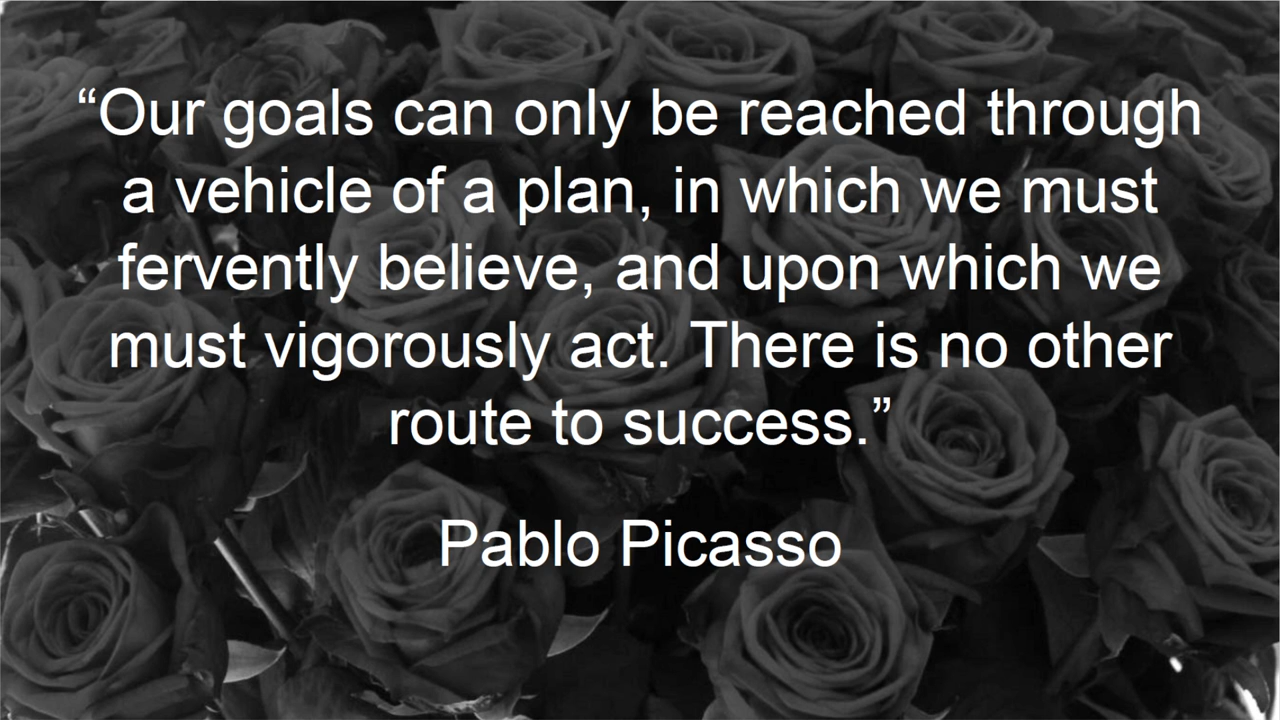 “Our goals can only be reached through
a vehicle of a plan, in which we must
fervently believe, and upon which we
must vigorously act. There is no other
route to success.”
Pablo Picasso